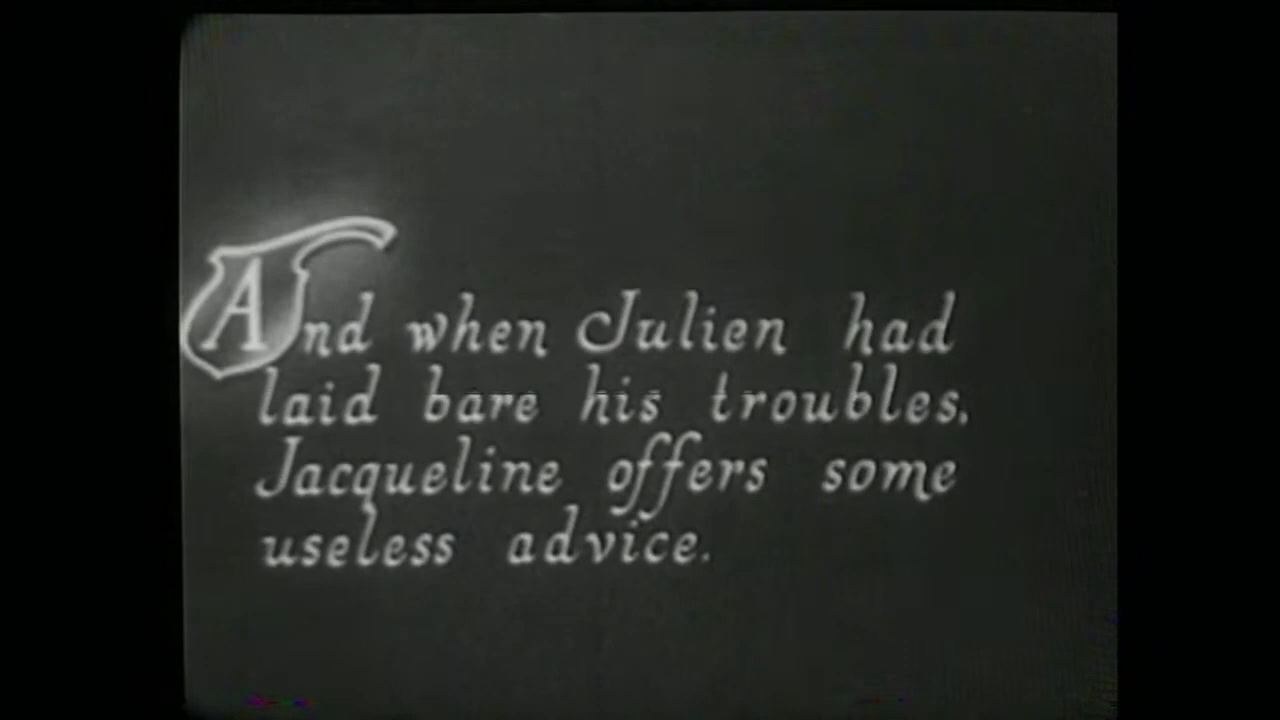 And when Julien had
laid bare his troubles,
Jacqueline offers some
useless advice.